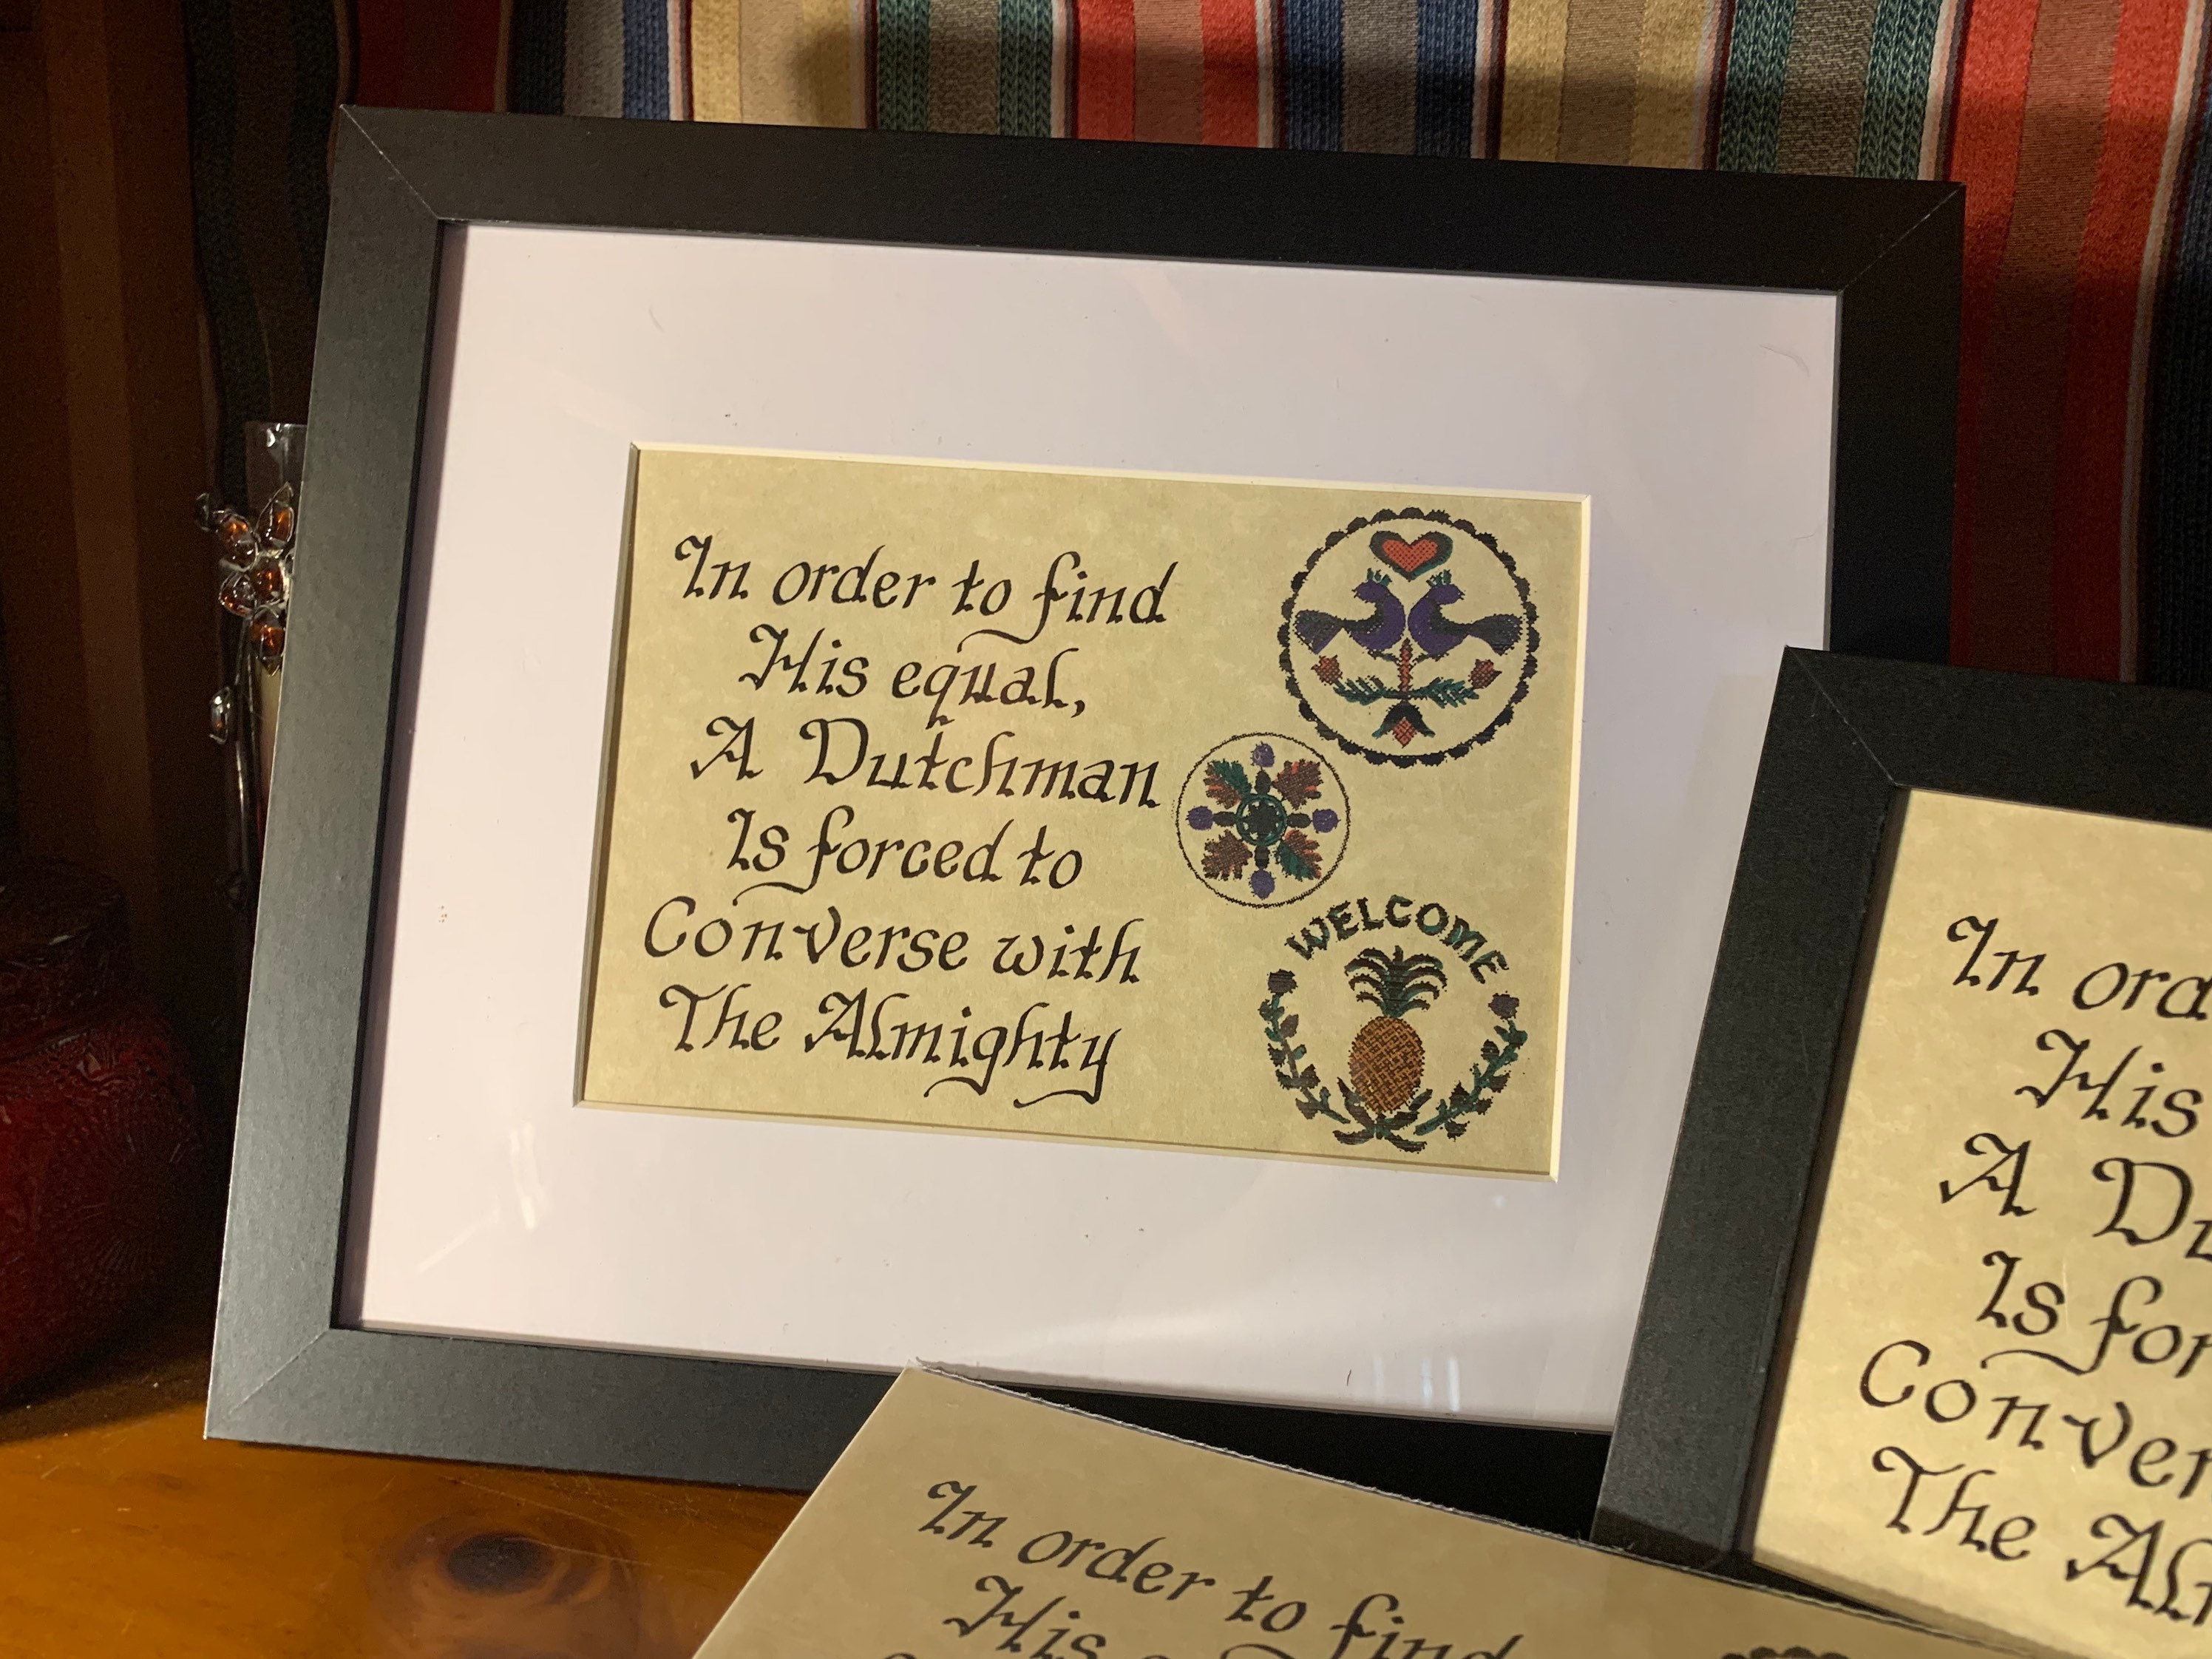 In order to find
His equal,
A Dutchman
Is forced to
Converse with
The Almighty
WELCOME
In ord
His
A Du
Is for
Conver
The Al
In order to find
His